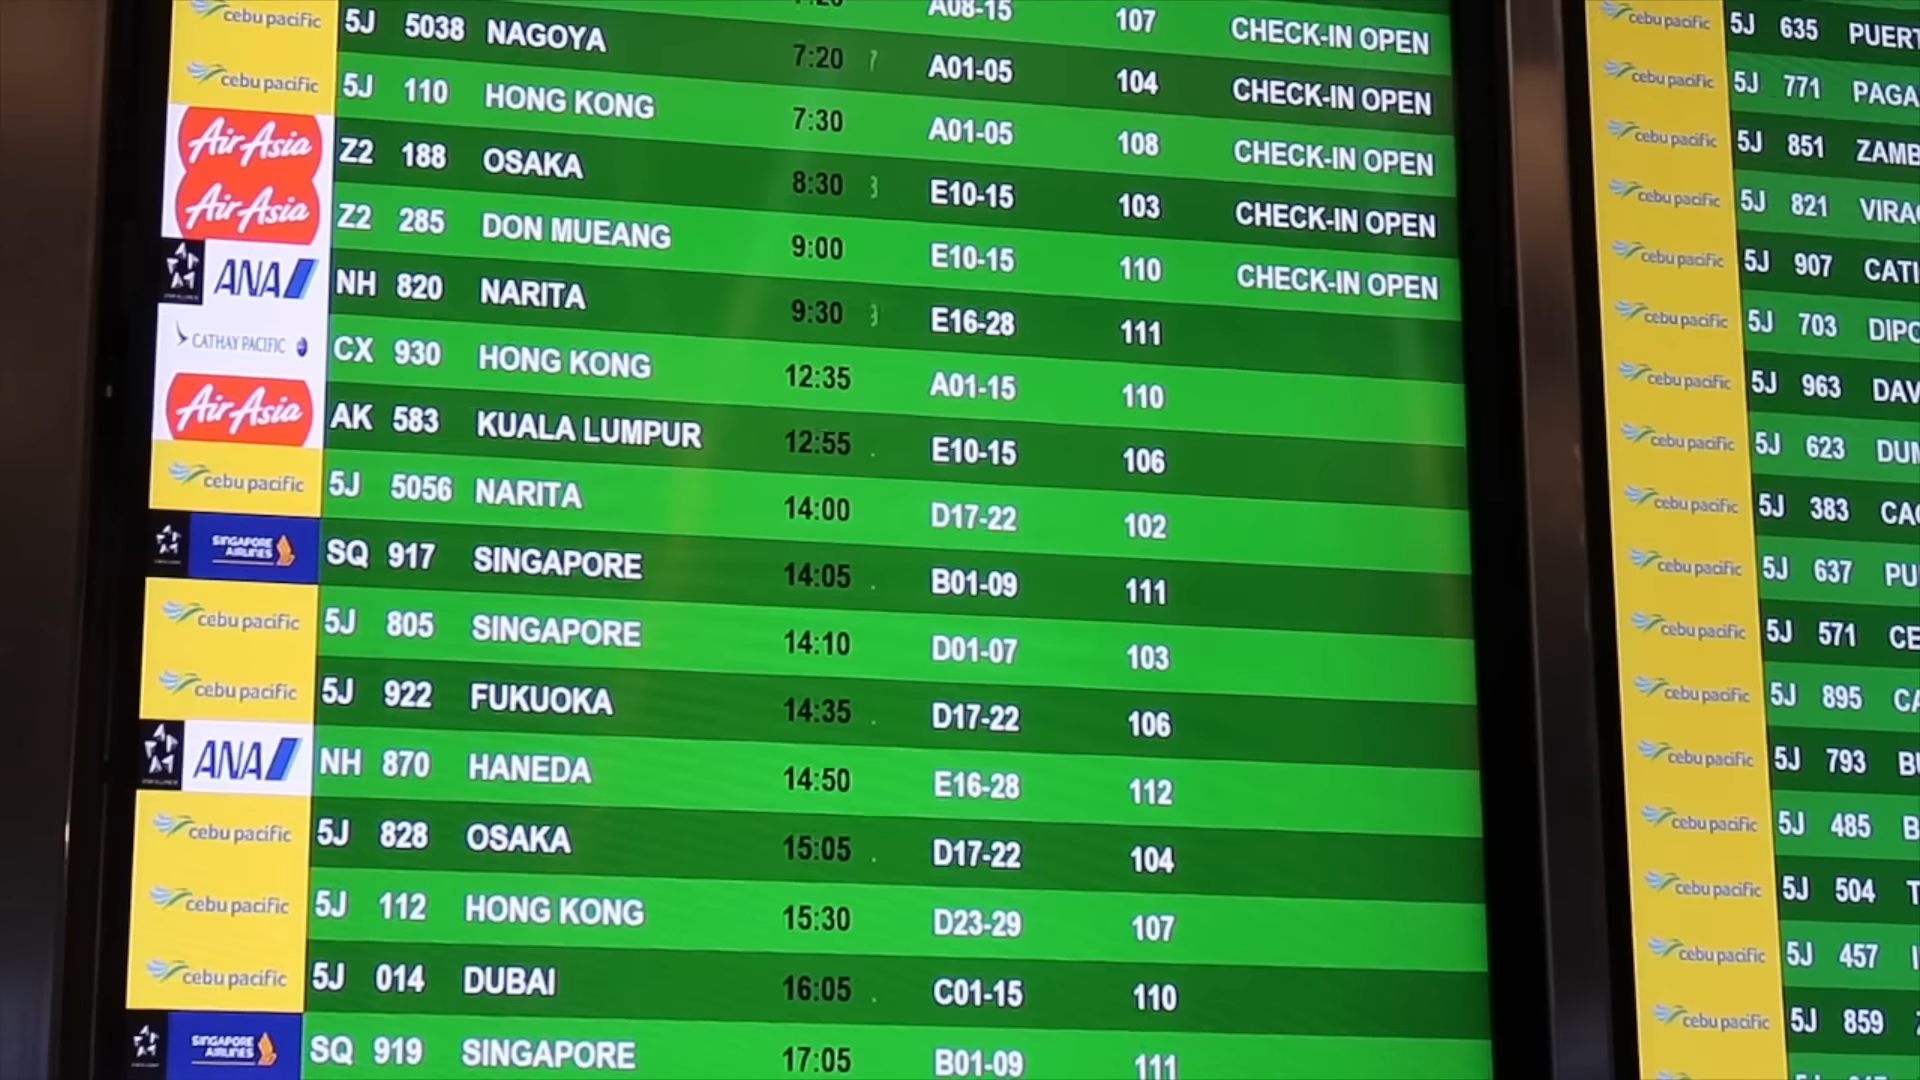 A08-15 107 CHECK-IN OPEN
cebu pacific 5J 5038 NAGOYA 7:20 A01-05 104 CHECK-IN OPEN
cebu pacific 5J 110 HONG KONG 7:30 A01-05 108 CHECK-IN OPEN
AirAsia Z2 188 OSAKA 8:30 E10-15 103 CHECK-IN OPEN
AirAsia Z2 285 DON MUEANG 9:00 E10-15 110 CHECK-IN OPEN
ANA NH 820 NARITA 9:30 E16-28 111
CATHAY PACIFIC CX 930 HONG KONG 12:35 A01-15 110
AirAsia AK 583 KUALA LUMPUR 12:55 E10-15 106
cebu pacific 5J 5056 NARITA 14:00 D17-22 102
SINGAPORE AIRLINES SQ 917 SINGAPORE 14:05 B01-09 111
cebu pacific 5J 805 SINGAPORE 14:10 D01-07 103
cebu pacific 5J 922 FUKUOKA 14:35 D17-22 106
ANA NH 870 HANEDA 14:50 E16-28 112
cebu pacific 5J 828 OSAKA 15:05 D17-22 104
cebu pacific 5J 112 HONG KONG 15:30 D23-29 107
cebu pacific 5J 014 DUBAI 16:05 C01-15 110
SINGAPORE AIRLINES SQ 919 SINGAPORE 17:05 B01-09 111
cebu pacific 5J 635 PUERT
cebu pacific 5J 771 PAGA
cebu pacific 5J 851 ZAMB
cebu pacific 5J 821 VIRAC
cebu pacific 5J 907 CATI
cebu pacific 5J 703 DIPO
cebu pacific 5J 963 DAV
cebu pacific 5J 623 DUM
cebu pacific 5J 383 CAG
cebu pacific 5J 637 PU
cebu pacific 5J 571 CE
cebu pacific 5J 895 CA
cebu pacific 5J 793 BU
cebu pacific 5J 485 B
cebu pacific 5J 504 T
cebu pacific 5J 457 I
cebu pacific 5J 859